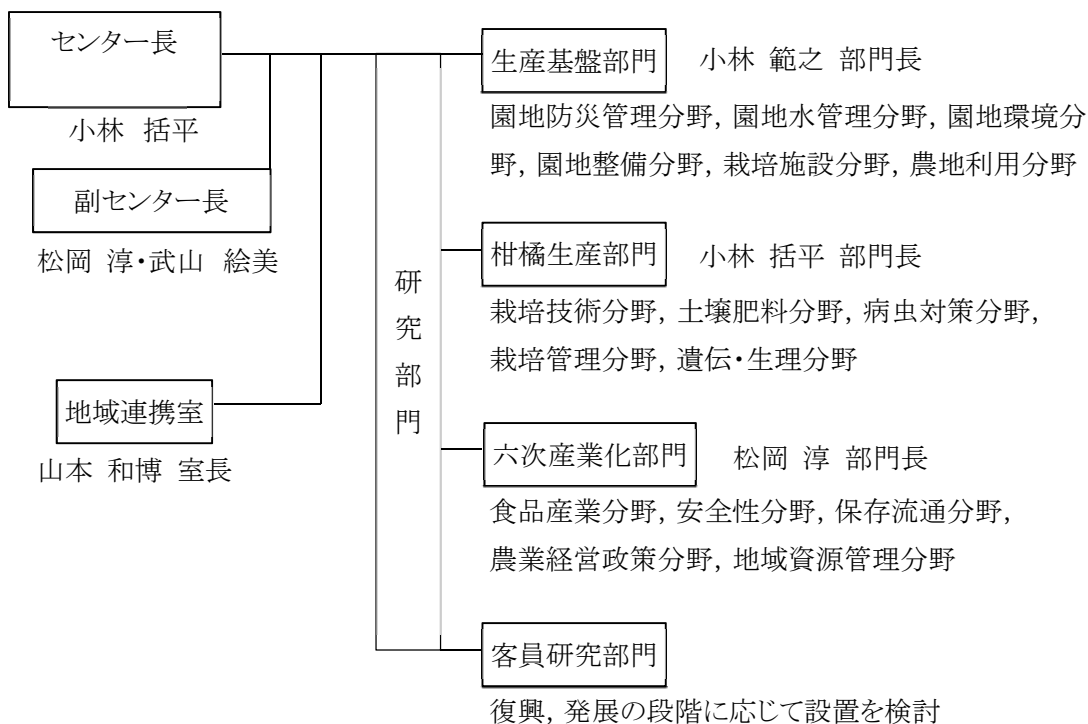 センター長
小林 括平
副センター長
松岡 淳・武山 絵美
地域連携室
山本 和博 室長
研究部門
生産基盤部門 小林 範之 部門長
園地防災管理分野, 園地水管理分野, 園地環境分
野, 園地整備分野, 栽培施設分野, 農地利用分野
柑橘生産部門 小林 括平 部門長
栽培技術分野, 土壌肥料分野, 病虫対策分野,
栽培管理分野, 遺伝・生理分野
六次産業化部門 松岡 淳 部門長
食品産業分野, 安全性分野, 保存流通分野,
農業経営政策分野, 地域資源管理分野
客員研究部門
復興, 発展の段階に応じて設置を検討